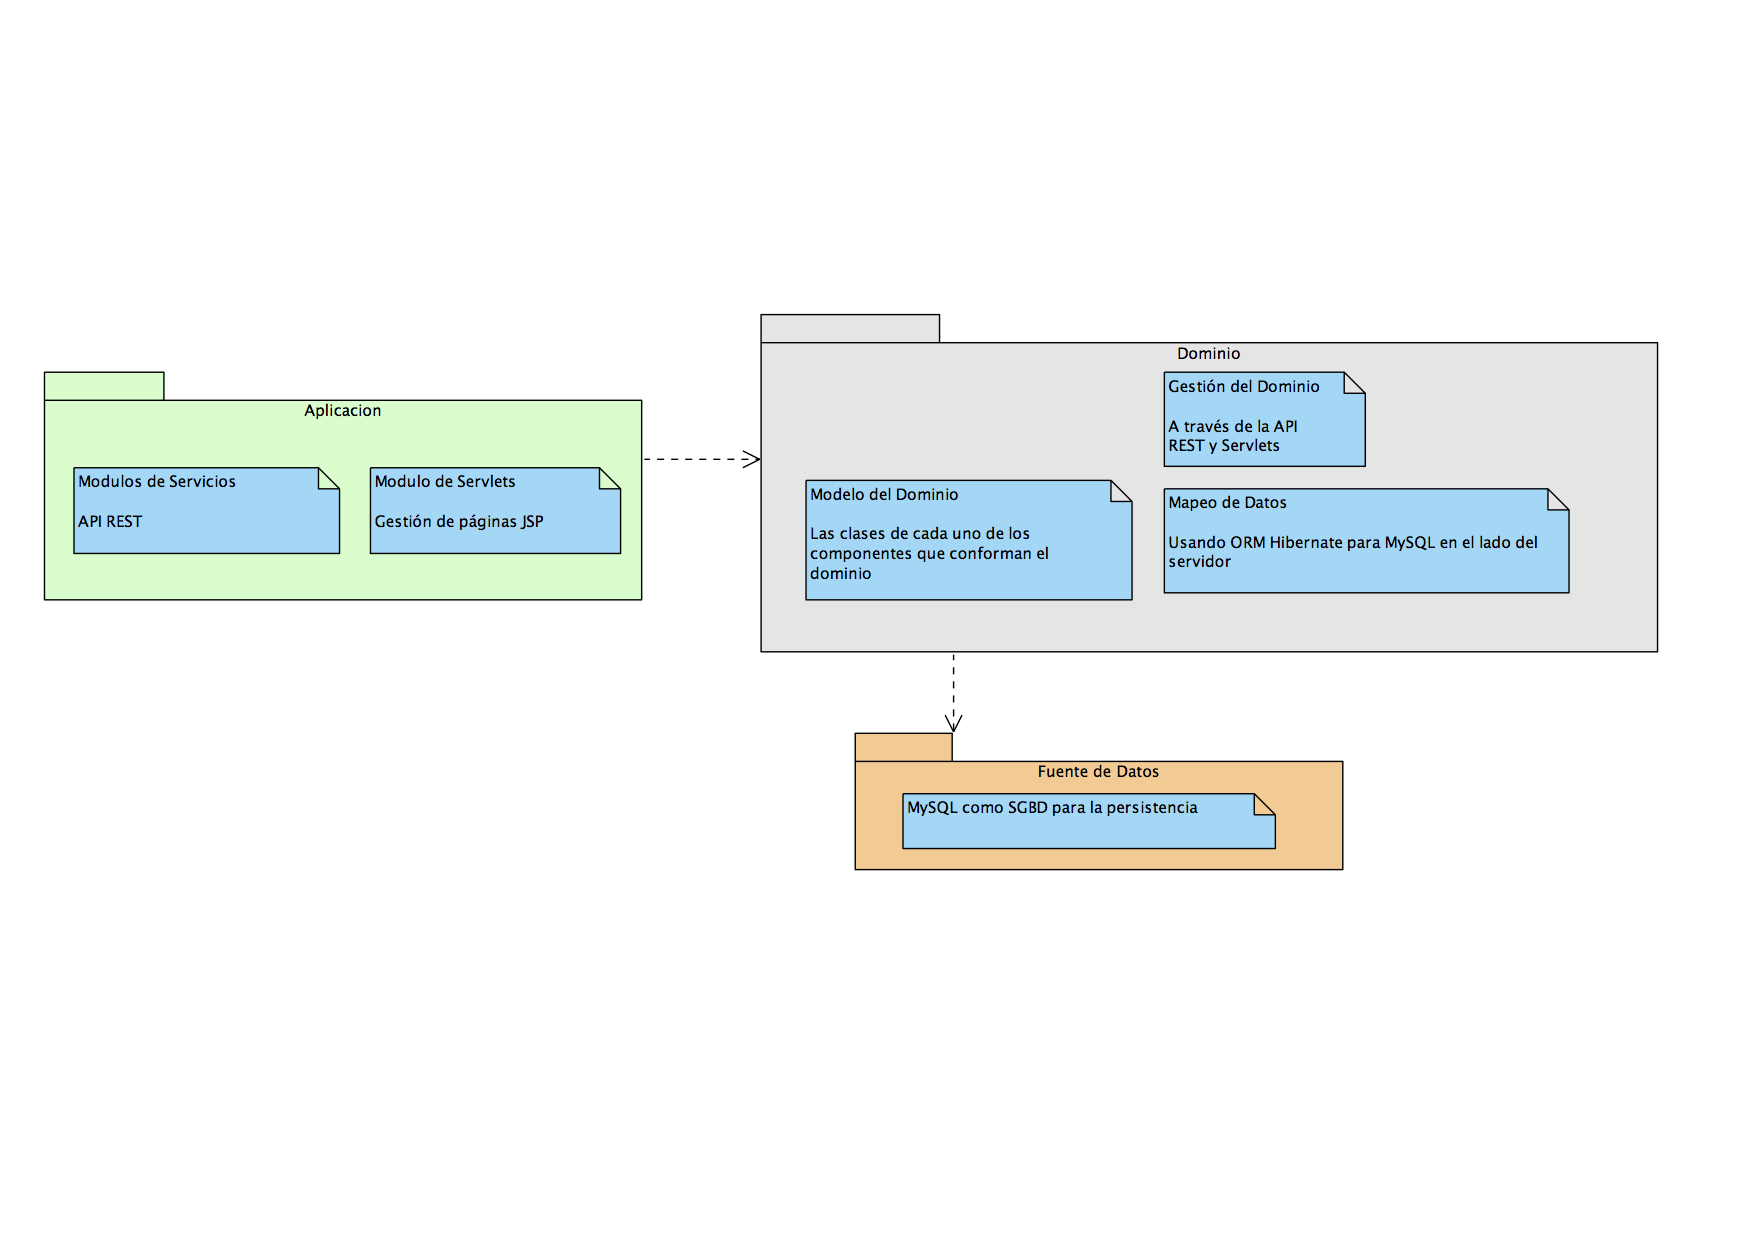 Aplicacion
Modulos de Servicios
API REST
Modulo de Servlets
Gestión de páginas JSP
Dominio
Gestión del Dominio
A través de la API
REST y Servlets
Modelo del Dominio
Las clases de cada uno de los
componentes que conforman el
dominio
Mapeo de Datos
Usando ORM Hibernate para MySQL en el lado del
servidor
Fuente de Datos
MySQL como SGBD para la persistencia